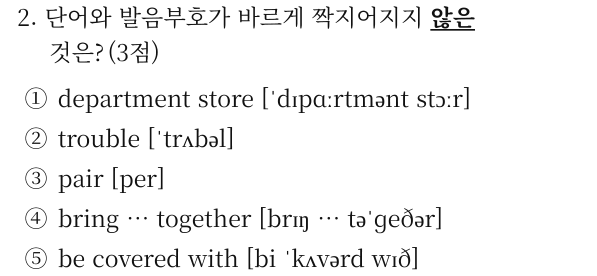 2. 단어와 발음부호가 바르게 짝지어지지 않은
것은? (3점)
① department store [ˈdɪpɑːrtmənt stɔːr]
② trouble [ˈtrʌbəl]
③ pair [per]
④ bring ⋯ together [brɪŋ ⋯ təˈɡeðər]
⑤ be covered with [bi ˈkʌvərd wɪð]